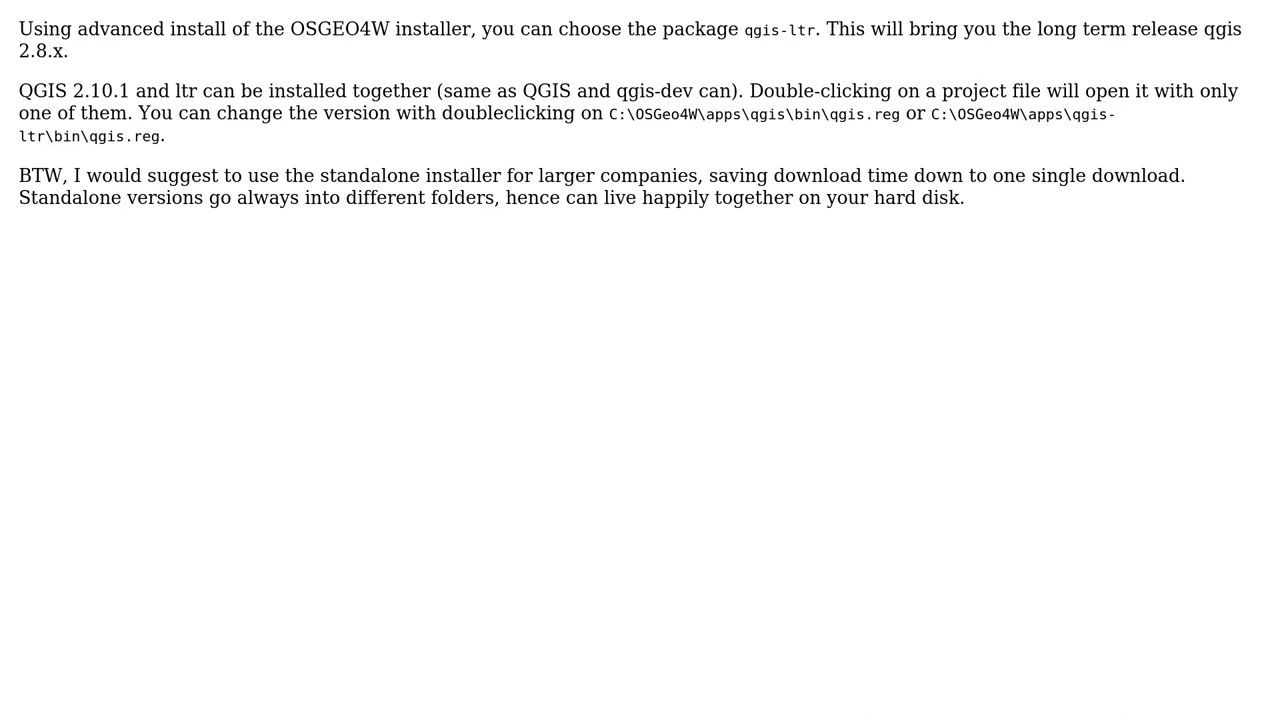 Using advanced install of the OSGEO4W installer, you can choose the package qgis-ltr. This will bring you the long term release qgis
2.8.x.
QGIS 2.10.1 and ltr can be installed together (same as QGIS and qgis-dev can). Double-clicking on a project file will open it with only
one of them. You can change the version with doubleclicking on C:\OSGeo4W\apps\qgis\bin\qgis.reg or C:\OSGeo4W\apps\qgis-
ltr\bin\qgis.reg.
BTW, I would suggest to use the standalone installer for larger companies, saving download time down to one single download.
Standalone versions go always into different folders, hence can live happily together on your hard disk.